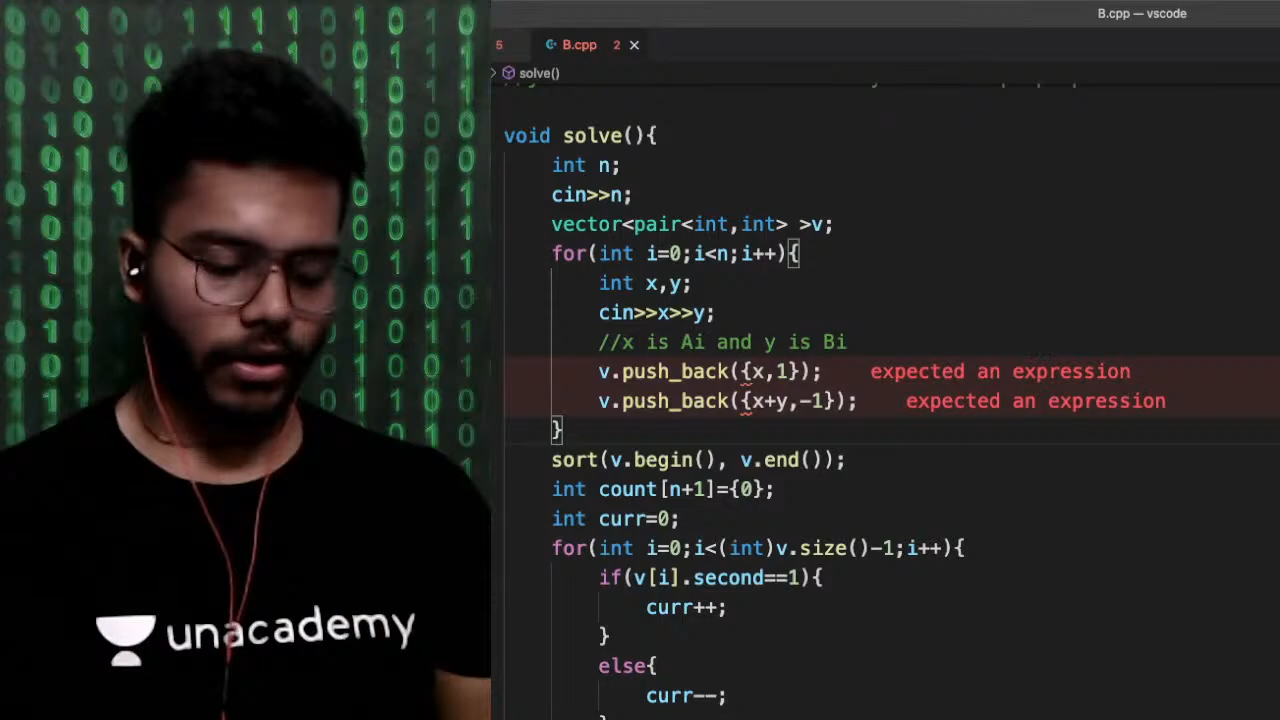 B.cpp — vscode
5 B.cpp 2
solve()
void solve(){
int n;
cin>>n;
vector<pair<int,int> >v;
for(int i=0;i<n;i++){
int x,y;
cin>>x>>y;
//x is Ai and y is Bi
v.push_back({x,1}); expected an expression
v.push_back({x+y,-1}); expected an expression
}
sort(v.begin(), v.end());
int count[n+1]={0};
int curr=0;
for(int i=0;i<(int)v.size()-1;i++){
if(v[i].second==1){
curr++;
}
else{
curr--;
unacademy